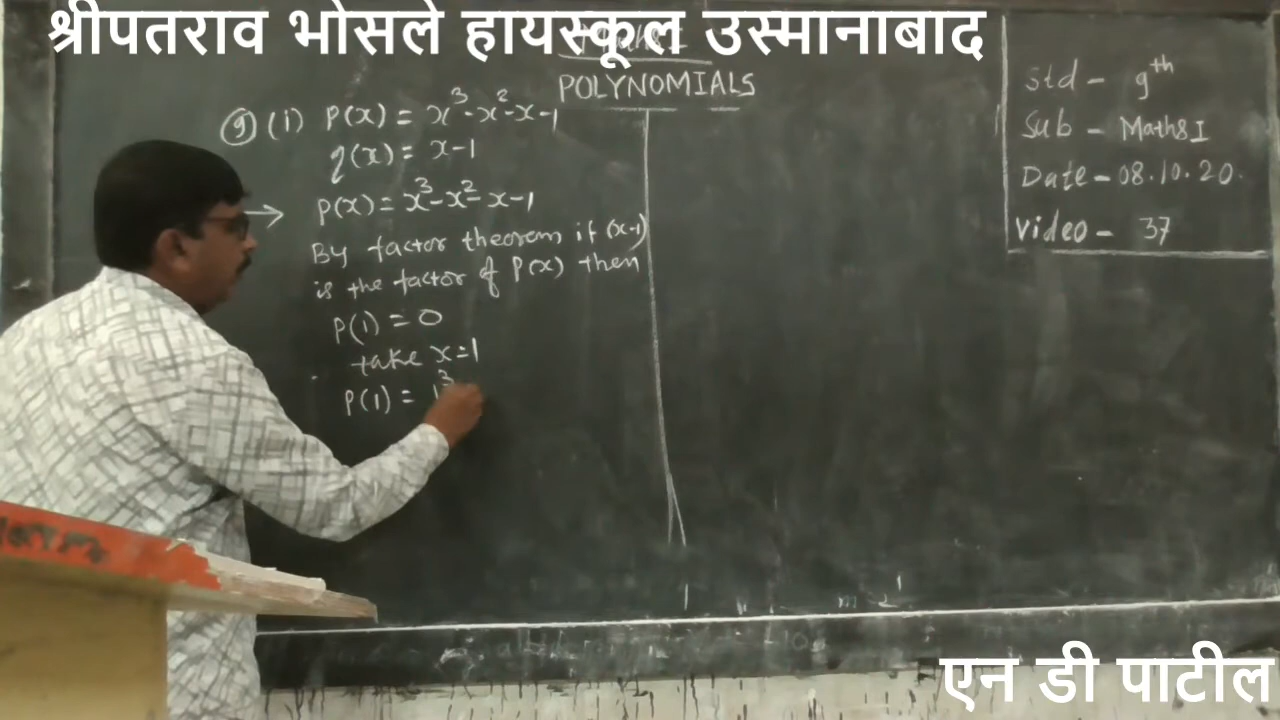 श्रीपतराव भोसले हायस्कूल उस्मानाबाद
POLYNOMIALS
9 (i) P(x) = x³-x²-x-1
q(x) = x-1
→ P(x) = x³-x²-x-1
By factor theorem if (x-1)
is the factor of P(x) then
P(1) = 0
take x=1
P(1) = 1³
Std - 9th
Sub - Maths I
Date - 08.10.20.
Video - 37
एन डी पाटील